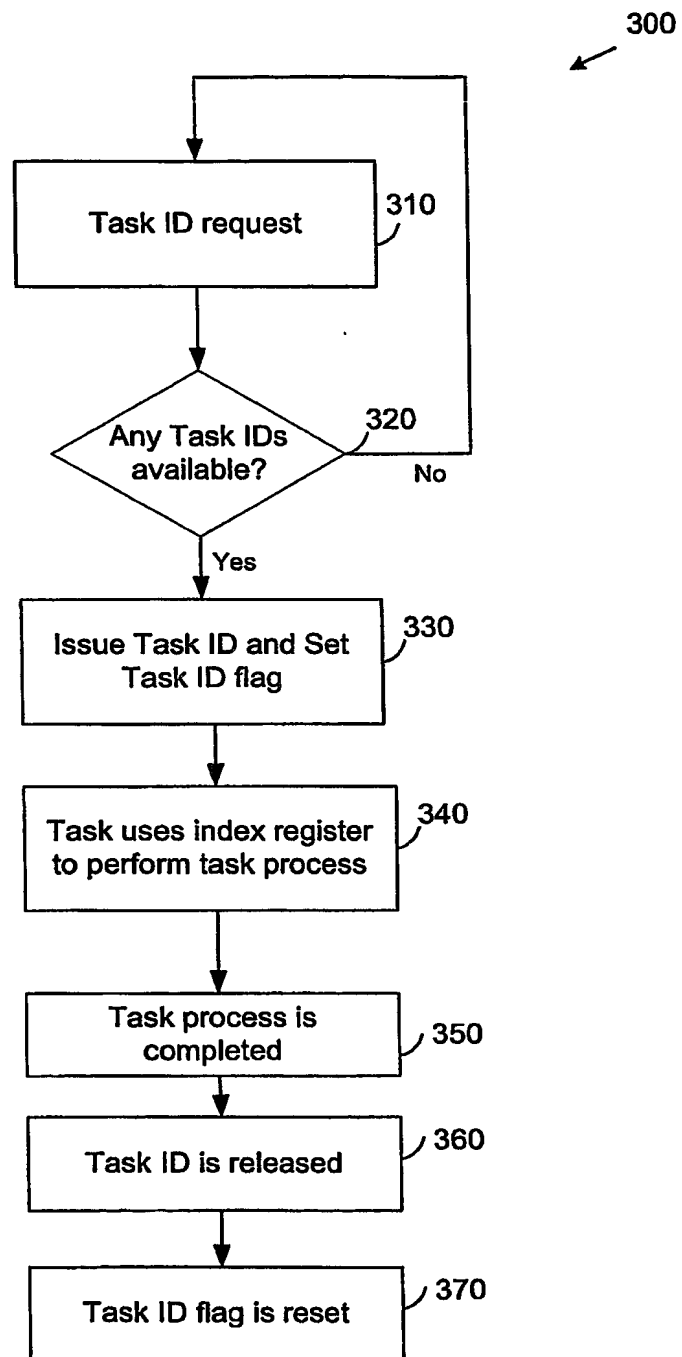 300
Task ID request
310
Any Task IDs
available?
320
No
Yes
Issue Task ID and Set
Task ID flag
330
Task uses index register
to perform task process
340
Task process is
completed
350
Task ID is released
360
Task ID flag is reset
370